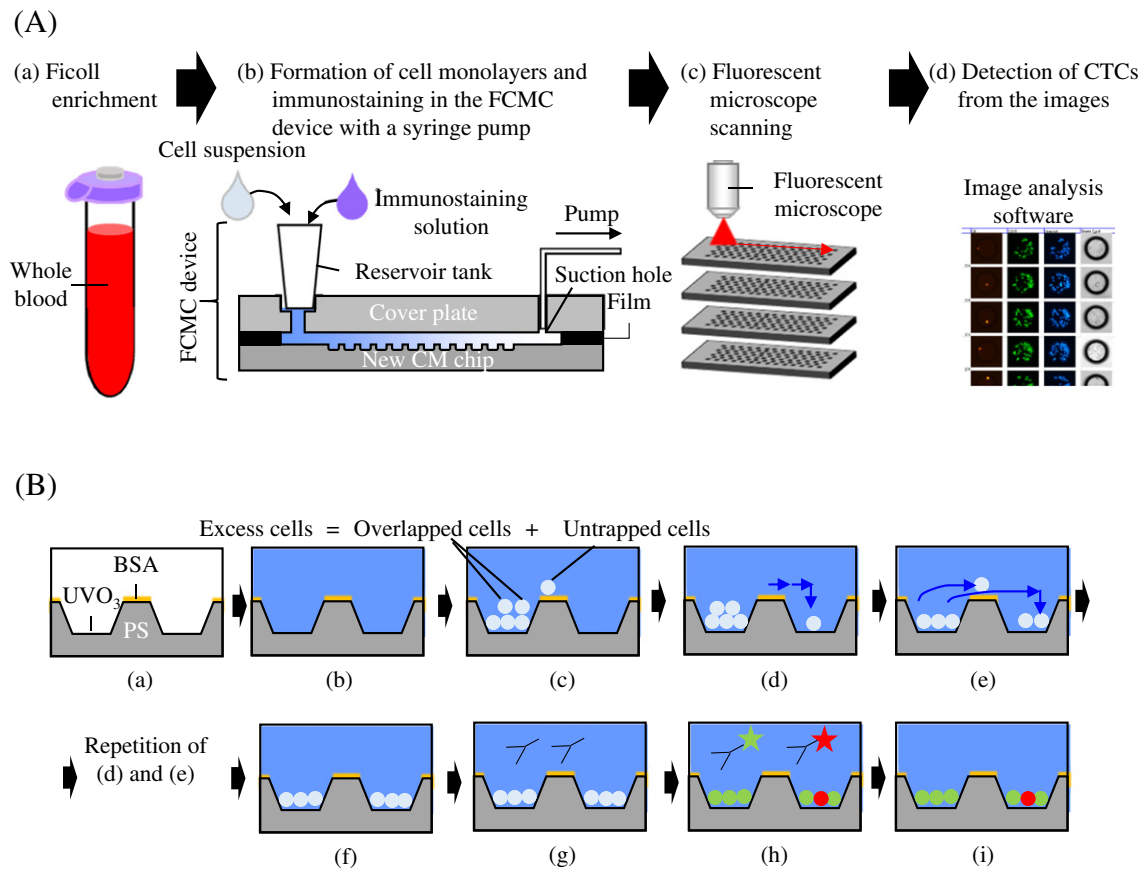 (A)
(a) Ficoll
enrichment
(b) Formation of cell monolayers and
immunostaining in the FCMC
device with a syringe pump
(c) Fluorescent
microscope
scanning
(d) Detection of CTCs
from the images
Cell suspension
Immunostaining
solution
Pump
Reservoir tank
Suction hole
Film
Cover plate
New CM chip
FCMC device
Whole
blood
Fluorescent
microscope
Image analysis
software
(B)
Excess cells = Overlapped cells + Untrapped cells
BSA
UVO3
PS
(a)
(b)
(c)
(d)
(e)
Repetition of
(d) and (e)
(f)
(g)
(h)
(i)